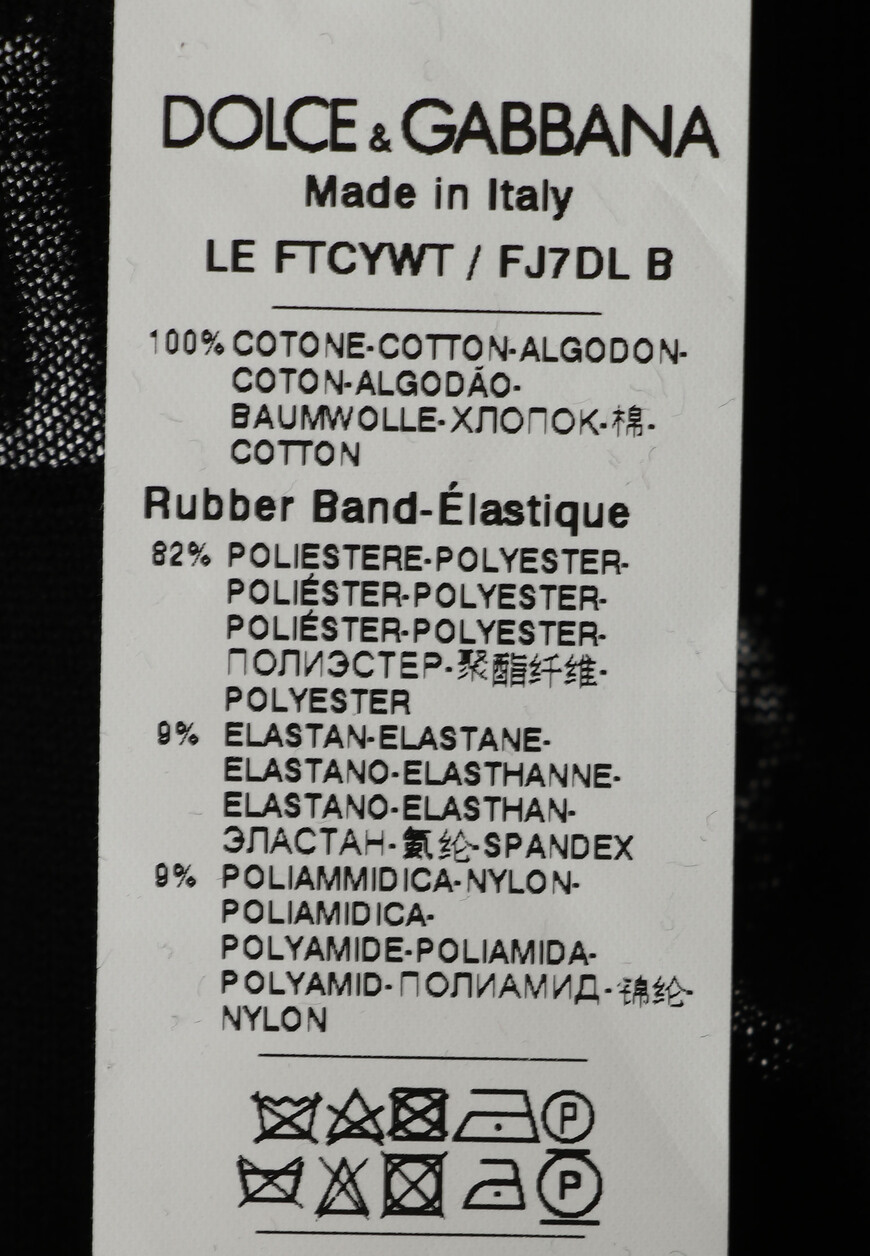 DOLCE & GABBANA
Made in Italy
LE FTCYWT / FJ7DL B
100% COTONE-COTTON-ALGODON-
COTON-ALGODÃO-
BAUMWOLLE-ХЛОПОК-棉-
COTTON
Rubber Band-Élastique
82% POLIESTERE-POLYESTER-
POLIÉSTER-POLYESTER-
POLIÉSTER-POLYESTER-
ПОЛИЭСТЕР-聚酯纤维-
POLYESTER
9% ELASTAN-ELASTANE-
ELASTANO-ELASTHANNE-
ELASTANO-ELASTHAN-
ЭЛАСТАН-氨纶-SPANDEX
9% POLIAMMIDICA-NYLON-
POLIAMIDICA-
POLYAMIDE-POLIAMIDA-
POLYAMID-ПОЛИАМИД-锦纶-
NYLON
P
P